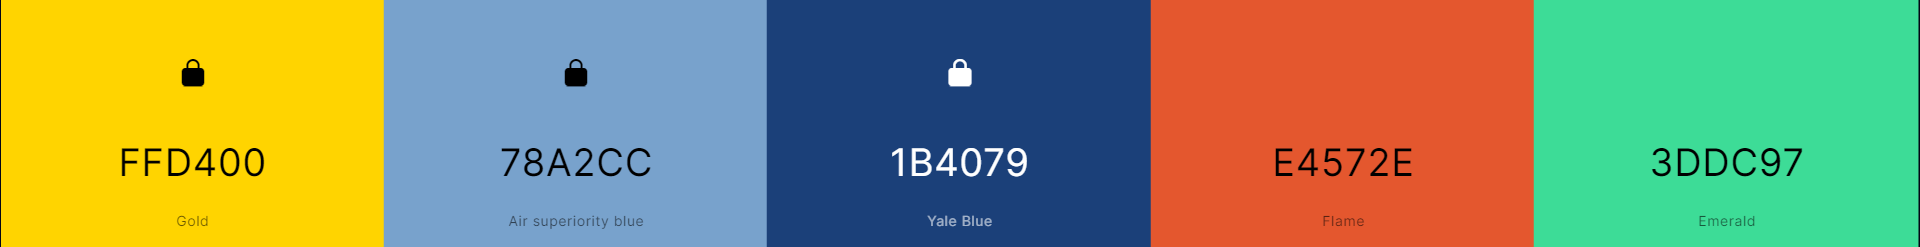 FFD400 78A2CC 1B4079 E4572E 3DDC97
Gold Air superiority blue Yale Blue Flame Emerald